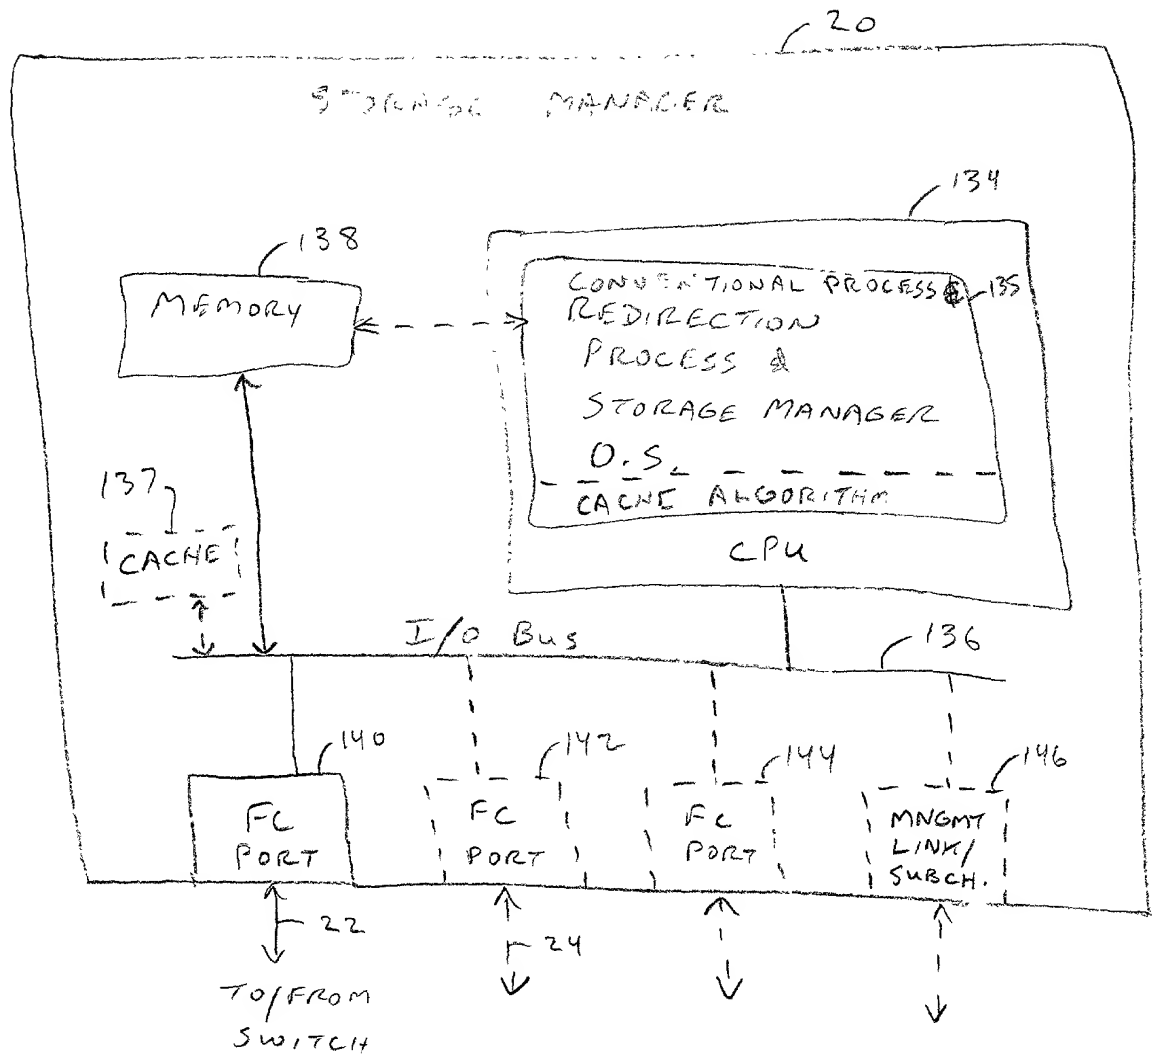 20
STORAGE MANAGER
134
138
MEMORY
CONVENTIONAL PROCESS &
135
REDIRECTION
PROCESS &
STORAGE MANAGER
O.S.
CACHE ALGORITHM
CPU
137
CACHE
I/O Bus
136
140
142
144
146
FC
PORT
FC
PORT
FC
PORT
MNGMT
LINK/
SUBCH.
22
24
TO/FROM
SWITCH